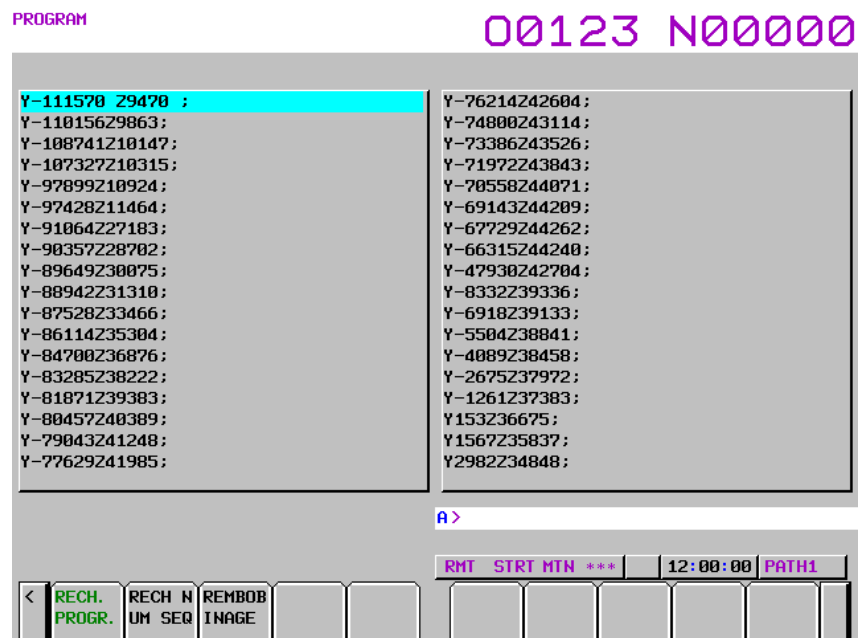 PROGRAM
O0123 N00000
Y-111570 Z9470 ;
Y-110156Z9863;
Y-108741Z10147;
Y-107327Z10315;
Y-97899Z10924;
Y-97428Z11464;
Y-91064Z27183;
Y-90357Z28702;
Y-89649Z30075;
Y-88942Z31310;
Y-87528Z33466;
Y-86114Z35304;
Y-84700Z36876;
Y-83285Z38222;
Y-81871Z39383;
Y-80457Z40389;
Y-79043Z41248;
Y-77629Z41985;
Y-76214Z42604;
Y-74800Z43114;
Y-73386Z43526;
Y-71972Z43843;
Y-70558Z44071;
Y-69143Z44209;
Y-67729Z44262;
Y-66315Z44240;
Y-47930Z42704;
Y-8332Z39336;
Y-6918Z39133;
Y-5504Z38841;
Y-4089Z38458;
Y-2675Z37972;
Y-1261Z37383;
Y153Z36675;
Y1567Z35837;
Y2982Z34848;
A>
RMT STRT MTN *** 12:00:00 PATH1
< RECH. RECH N REMBOB
PROGR. UM SEQ INAGE